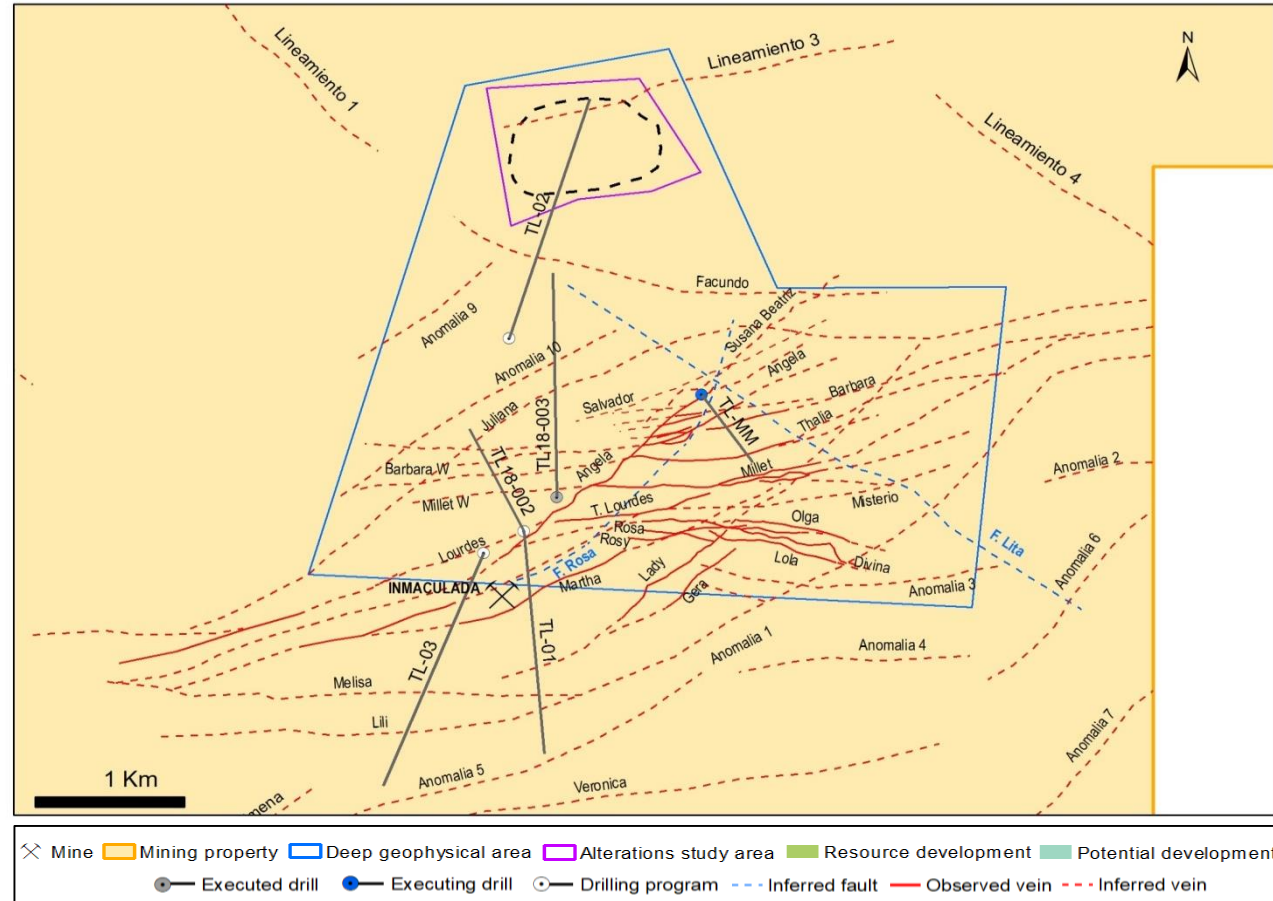 N
Lineamiento 3
Lineamiento 1
Lineamiento 4
TL-02
Facundo
Anomalia 9
Susana Beatriz
Anomalia 10
Angela
Barbara
Salvador
Juliana
TL-MM
Thalia
TL18-003
Angela
Barbara W
Millet
Anomalia 2
TL18-002
Millet W
T. Lourdes
Misterio
Olga
Rosa
Rosy
Lourdes
F. Rosa
F. Lita
Lola
Divina
Lady
Anomalia 6
INMACULADA
Martha
Gera
Anomalia 3
TL-01
Anomalia 1
Anomalia 4
TL-03
Melisa
Lili
Anomalia 7
1 Km
Anomalia 5
Veronica
mena
Mine Mining property Deep geophysical area Alterations study area Resource development Potential development
Executed drill Executing drill Drilling program Inferred fault Observed vein Inferred vein